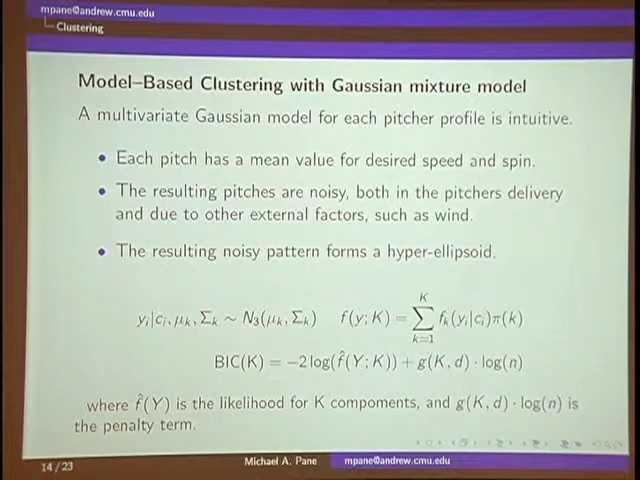 mpane@andrew.cmu.edu
Clustering
Model–Based Clustering with Gaussian mixture model
A multivariate Gaussian model for each pitcher profile is intuitive.
• Each pitch has a mean value for desired speed and spin.
• The resulting pitches are noisy, both in the pitchers delivery
and due to other external factors, such as wind.
• The resulting noisy pattern forms a hyper-ellipsoid.
y_i|c_i, μ_k, Σ_k ~ N_3(μ_k, Σ_k)  f(y; K) = ∑_{k=1}^{K} f_k(y_i|c_i)π(k)
BIC(K) = −2 log(f̂(Y; K)) + g(K, d) · log(n)
where f̂(Y) is the likelihood for K compoments, and g(K, d) · log(n) is
the penalty term.
14 / 23
Michael A. Pane mpane@andrew.cmu.edu